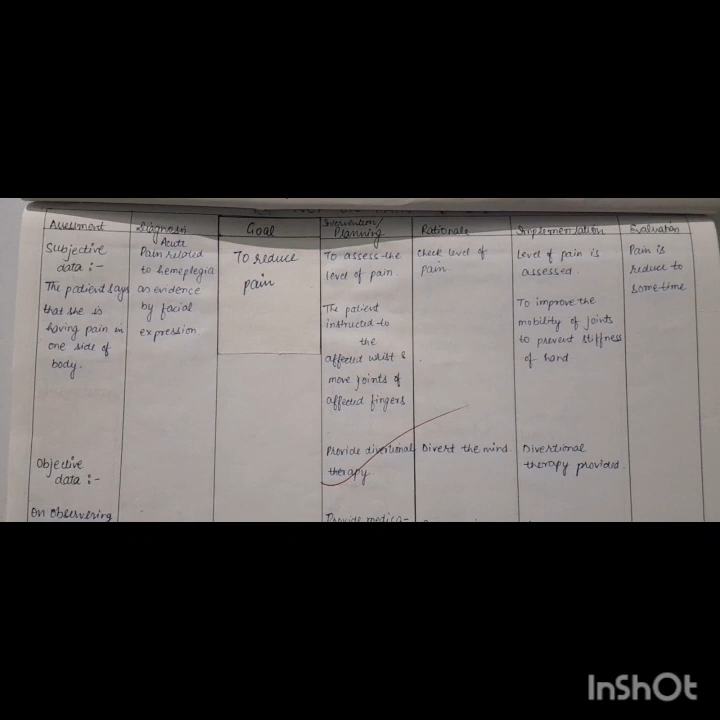 Assessment
Subjective
data :-
The patient says
that she is
having pain in
one side of
body.
Objective
data :-
On observering
Diagnosis
Acute
Pain related
to hemeplegia
as evidence
by facial
expression
Goal
To reduce
pain
Intervention/
Planning
To assess the
level of pain.
The patient
instructed to
the
affected wrist &
move joints of
affected fingers
Provide divertional
therapy
Provide medica-
Rationale
Check level of
pain.
Divert the mind.
Implementation
Level of pain is
assessed.
To improve the
mobility of joints
to prevent stiffness
of hand
Divertional
therapy provided.
Evaluation
Pain is
reduce to
some time
InShOt